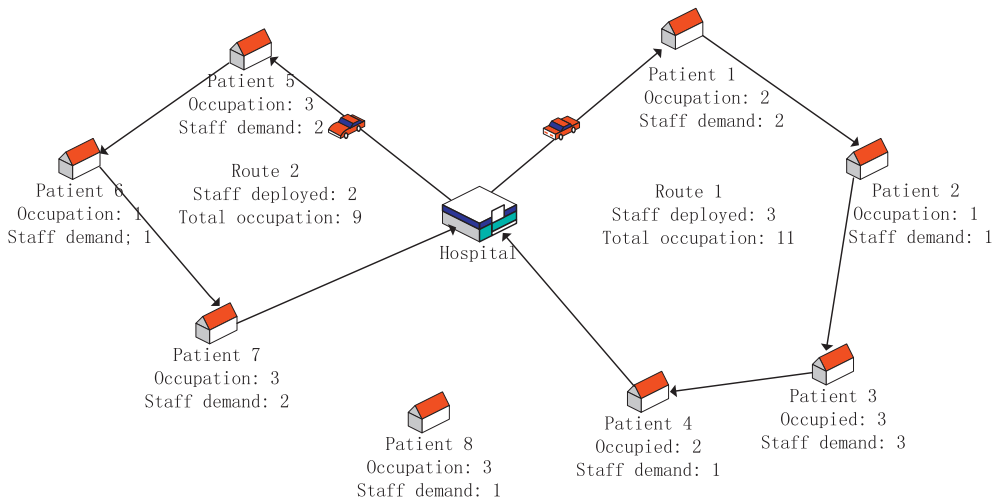 Patient 5
Occupation: 3
Staff demand: 2
Patient 1
Occupation: 2
Staff demand: 2
Route 2
Staff deployed: 2
Total occupation: 9
Patient 6
Occupation: 1
Staff demand; 1
Hospital
Route 1
Staff deployed: 3
Total occupation: 11
Patient 2
Occupation: 1
Staff demand: 1
Patient 7
Occupation: 3
Staff demand: 2
Patient 8
Occupation: 3
Staff demand: 1
Patient 4
Occupied: 2
Staff demand: 1
Patient 3
Occupied: 3
Staff demand: 3